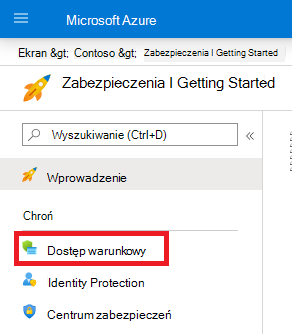 Microsoft Azure
Ekran &gt; Contoso &gt; Zabezpieczenia I Getting Started
Zabezpieczenia I Getting Started
Wyszukiwanie (Ctrl+D)
Wprowadzenie
Chroń
Dostęp warunkowy
Identity Protection
Centrum zabezpieczeń